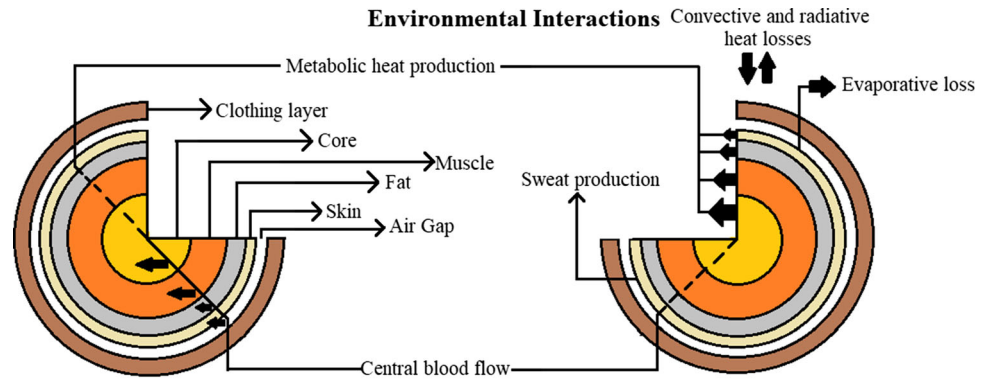 Environmental Interactions
Convective and radiative
heat losses
Metabolic heat production
Evaporative loss
Clothing layer
Core
Muscle
Fat
Sweat production
Skin
Air Gap
Central blood flow